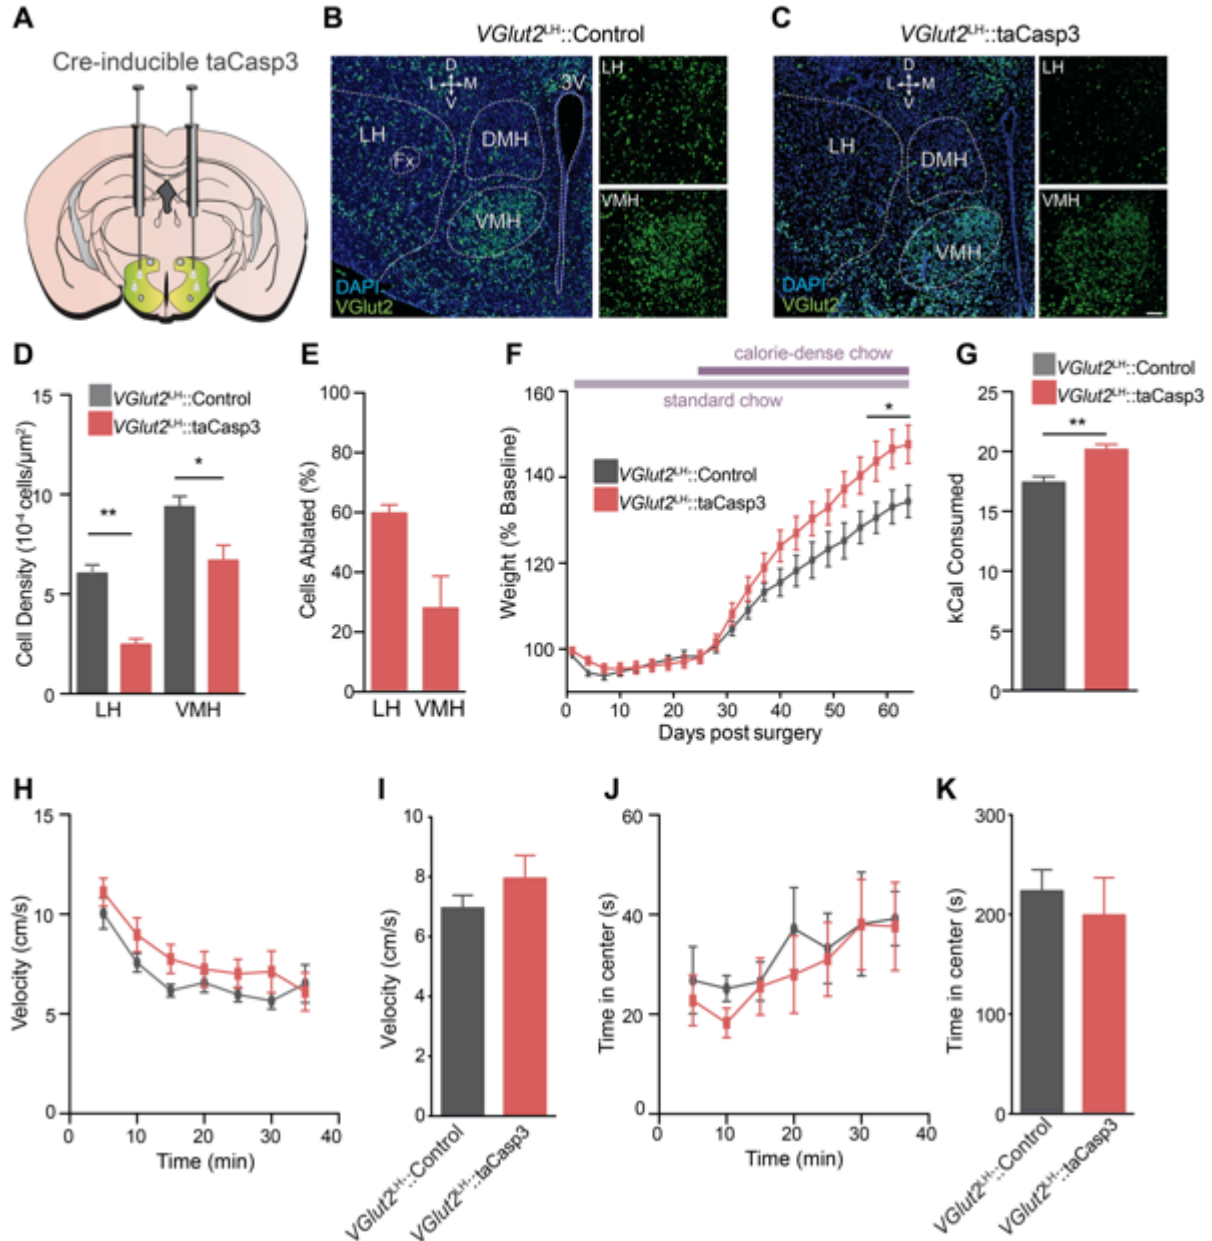 A
Cre-inducible taCasp3
B
VGlut2ᴸᴴ::Control
LH
Fx
D
L M
V
DMH
VMH
3V
DAPI
VGlut2
LH
VMH
C
VGlut2ᴸᴴ::taCasp3
D
L M
V
LH
DMH
VMH
DAPI
VGlut2
LH
VMH
D
VGlut2ᴸᴴ::Control
VGlut2ᴸᴴ::taCasp3
Cell Density (10⁻⁴ cells/μm²)
15
10
5
0
**
*
LH VMH
E
Cells Ablated (%)
100
80
60
40
20
0
LH VMH
F
calorie-dense chow
standard chow
VGlut2ᴸᴴ::Control
VGlut2ᴸᴴ::taCasp3
*
Weight (% Baseline)
160
140
120
100
0 10 20 30 40 50 60
Days post surgery
G
VGlut2ᴸᴴ::Control
VGlut2ᴸᴴ::taCasp3
**
kCal Consumed
25
20
15
10
5
0
H
Velocity (cm/s)
15
10
5
0
0 10 20 30 40
Time (min)
I
Velocity (cm/s)
10
8
6
4
2
0
VGlut2ᴸᴴ::Control
VGlut2ᴸᴴ::taCasp3
J
Time in center (s)
60
40
20
0
0 10 20 30 40
Time (min)
K
Time in center (s)
300
200
100
0
VGlut2ᴸᴴ::Control
VGlut2ᴸᴴ::taCasp3